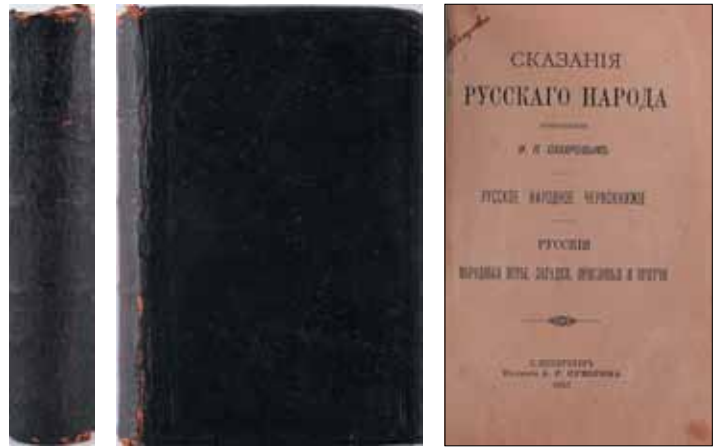 СКАЗАНІЯ
РУССКАГО НАРОДА
И. П. САХАРОВЫМЪ
РУССКОЕ НАРОДНОЕ ЧЕРНОКНИЖІЕ
РУССКІЯ
НАРОДНЫЯ ИГРЫ, ЗАГАДКИ, ПРИСЛОВЬЯ И ПРИТЧИ
С.-ПЕТЕРБУРГЪ
А. С. СУВОРИНА